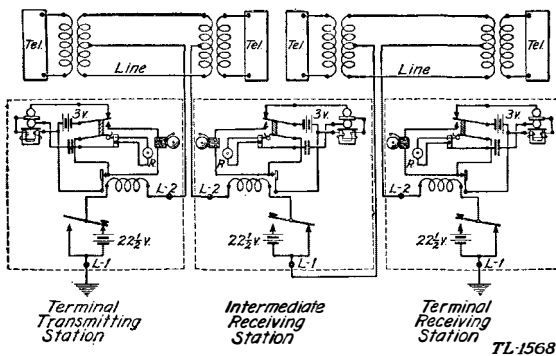 Tel.
Tel.
Tel.
Tel.
Line
Line
3v.
3v.
3v.
R
R
R
L-2
L-2
L-2
22½v.
22½v.
22½v.
L-1
L-1
L-1
Terminal
Transmitting
Station
Intermediate
Receiving
Station
Terminal
Receiving
Station
TL-1568